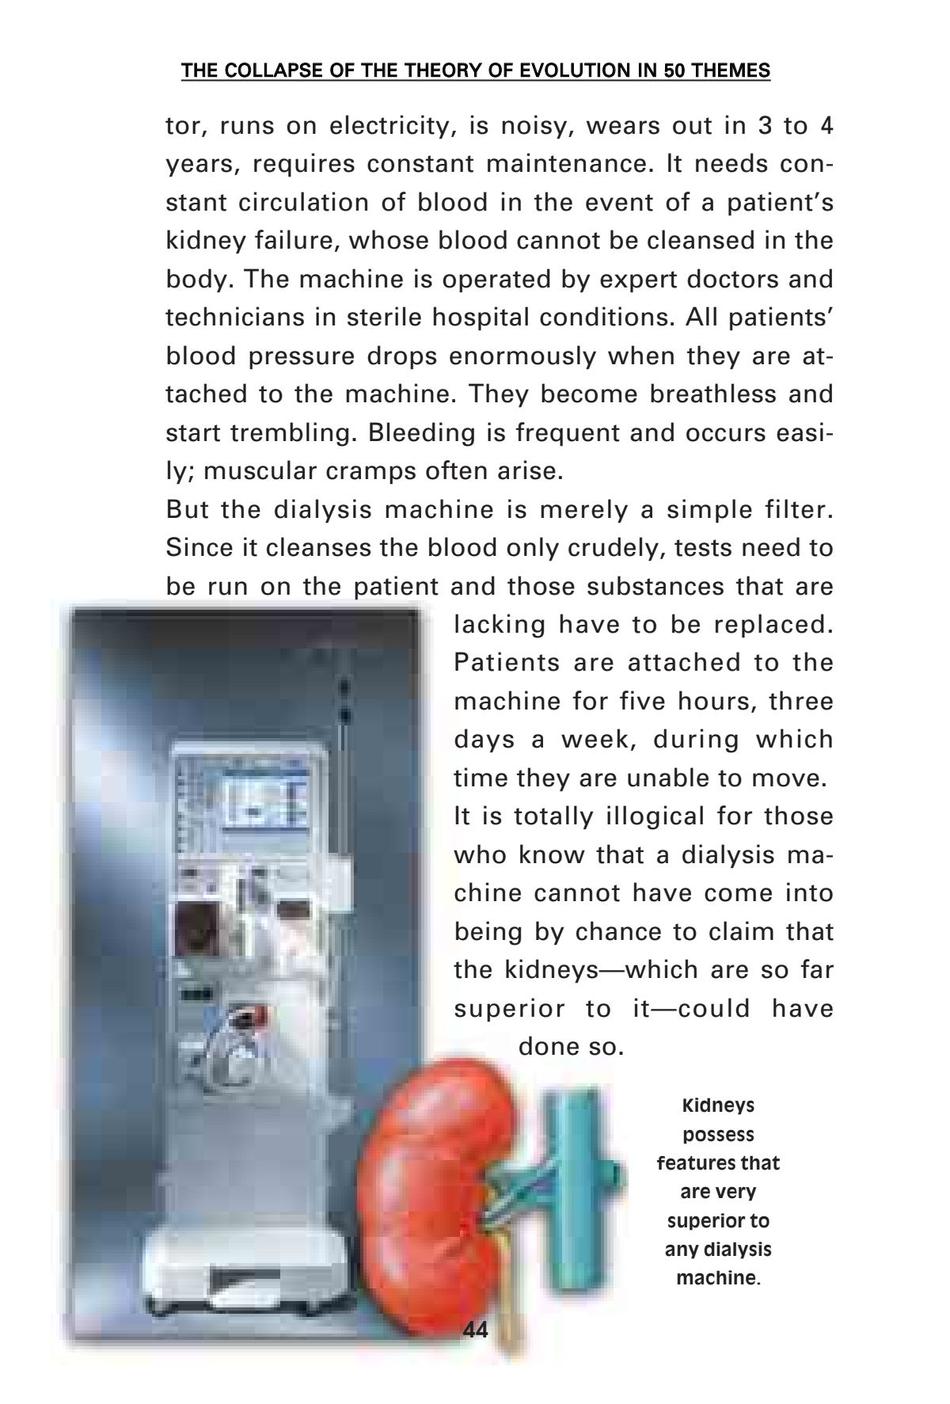 THE COLLAPSE OF THE THEORY OF EVOLUTION IN 50 THEMES
tor, runs on electricity, is noisy, wears out in 3 to 4
years, requires constant maintenance. It needs con-
stant circulation of blood in the event of a patient's
kidney failure, whose blood cannot be cleansed in the
body. The machine is operated by expert doctors and
technicians in sterile hospital conditions. All patients'
blood pressure drops enormously when they are at-
tached to the machine. They become breathless and
start trembling. Bleeding is frequent and occurs easi-
ly; muscular cramps often arise.
But the dialysis machine is merely a simple filter.
Since it cleanses the blood only crudely, tests need to
be run on the patient and those substances that are
lacking have to be replaced.
Patients are attached to the
machine for five hours, three
days a week, during which
time they are unable to move.
It is totally illogical for those
who know that a dialysis ma-
chine cannot have come into
being by chance to claim that
the kidneys—which are so far
superior to it—could have
done so.
Kidneys
possess
features that
are very
superior to
any dialysis
machine.
44